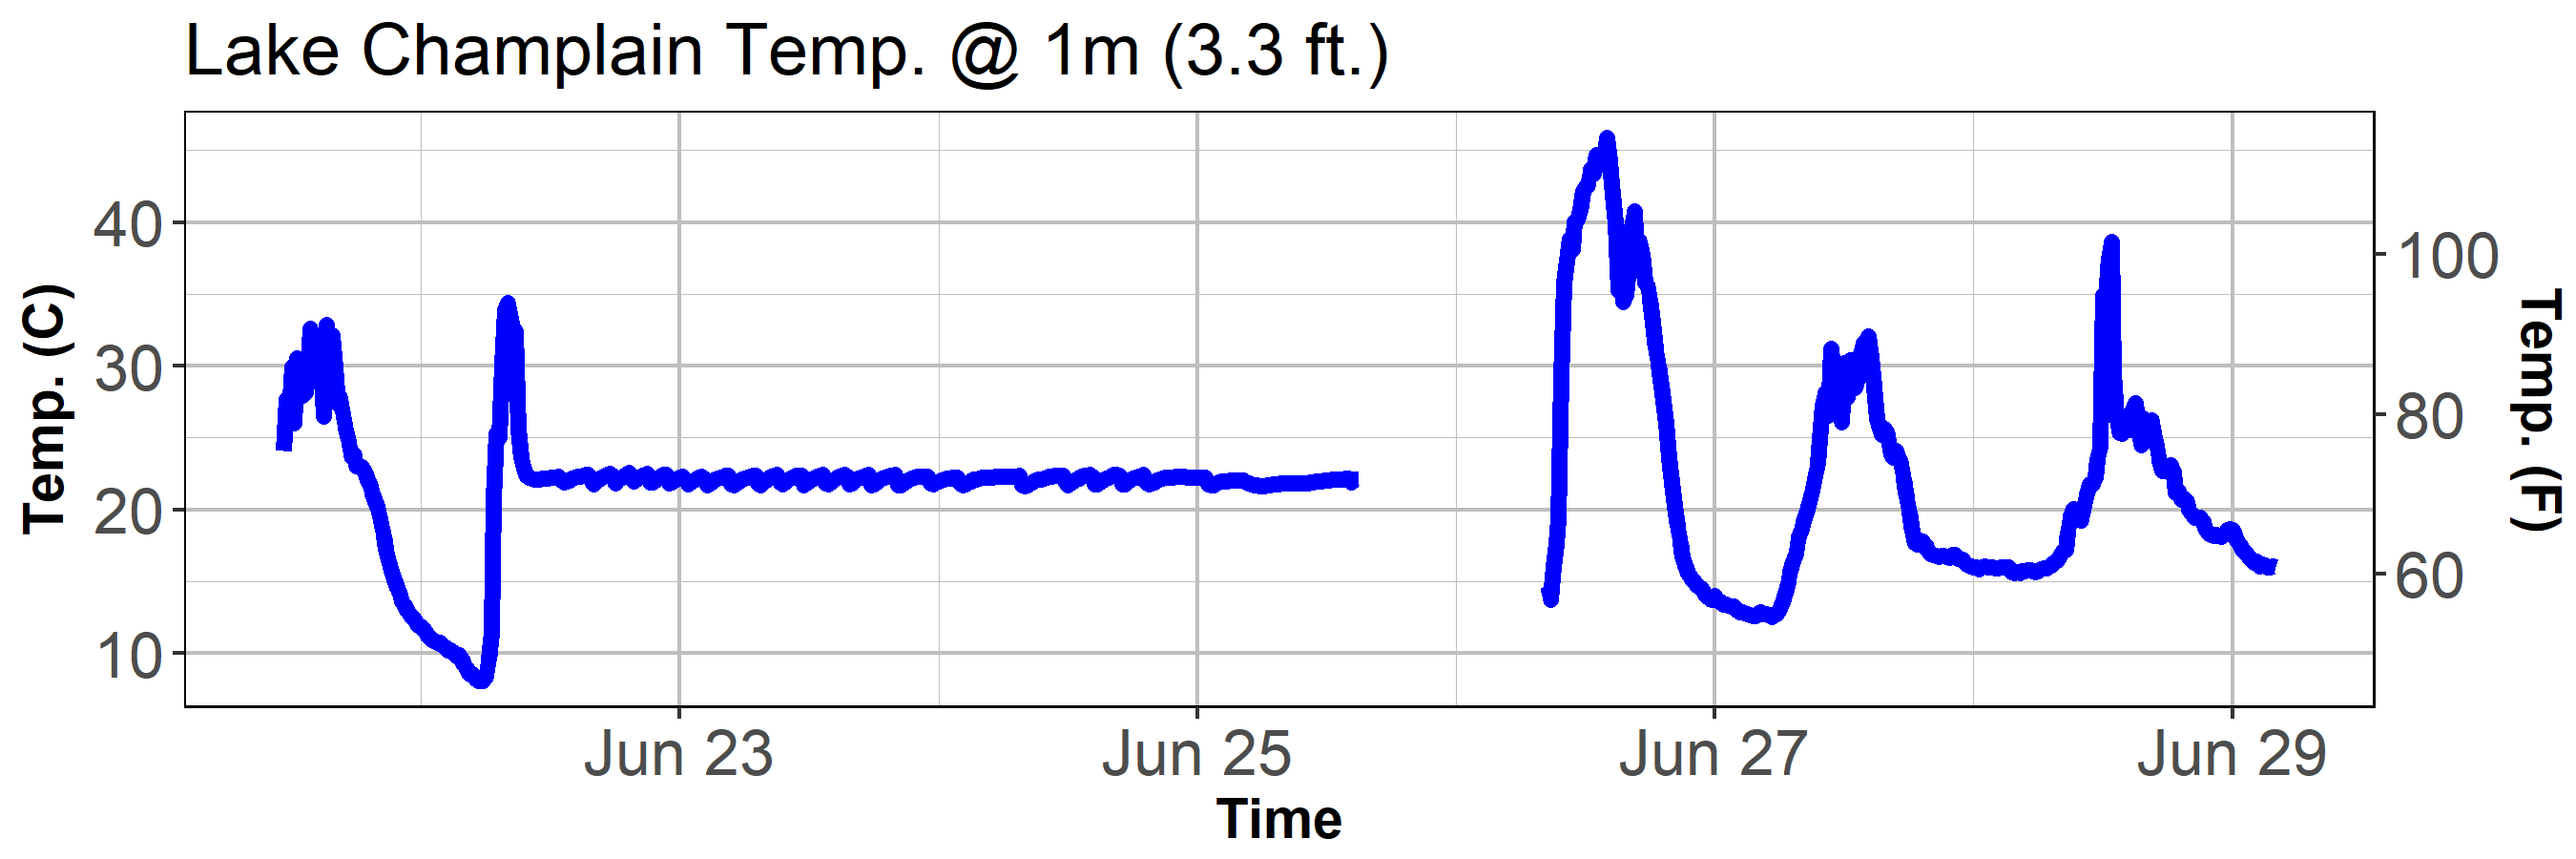 Lake Champlain Temp. @ 1m (3.3 ft.)
Temp. (C)
40
30
20
10
100
80
60
Temp. (F)
Jun 23
Jun 25
Jun 27
Jun 29
Time